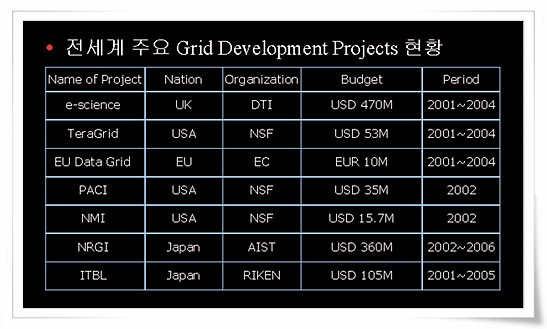 • 전세계 주요 Grid Development Projects 현황
Name of Project Nation Organization Budget Period
e-science UK DTI USD 470M 2001~2004
TeraGrid USA NSF USD 53M 2001~2004
EU Data Grid EU EC EUR 10M 2001~2004
PACI USA NSF USD 35M 2002
NMI USA NSF USD 15.7M 2002
NRGI Japan AIST USD 360M 2002~2006
ITBL Japan RIKEN USD 105M 2001~2005